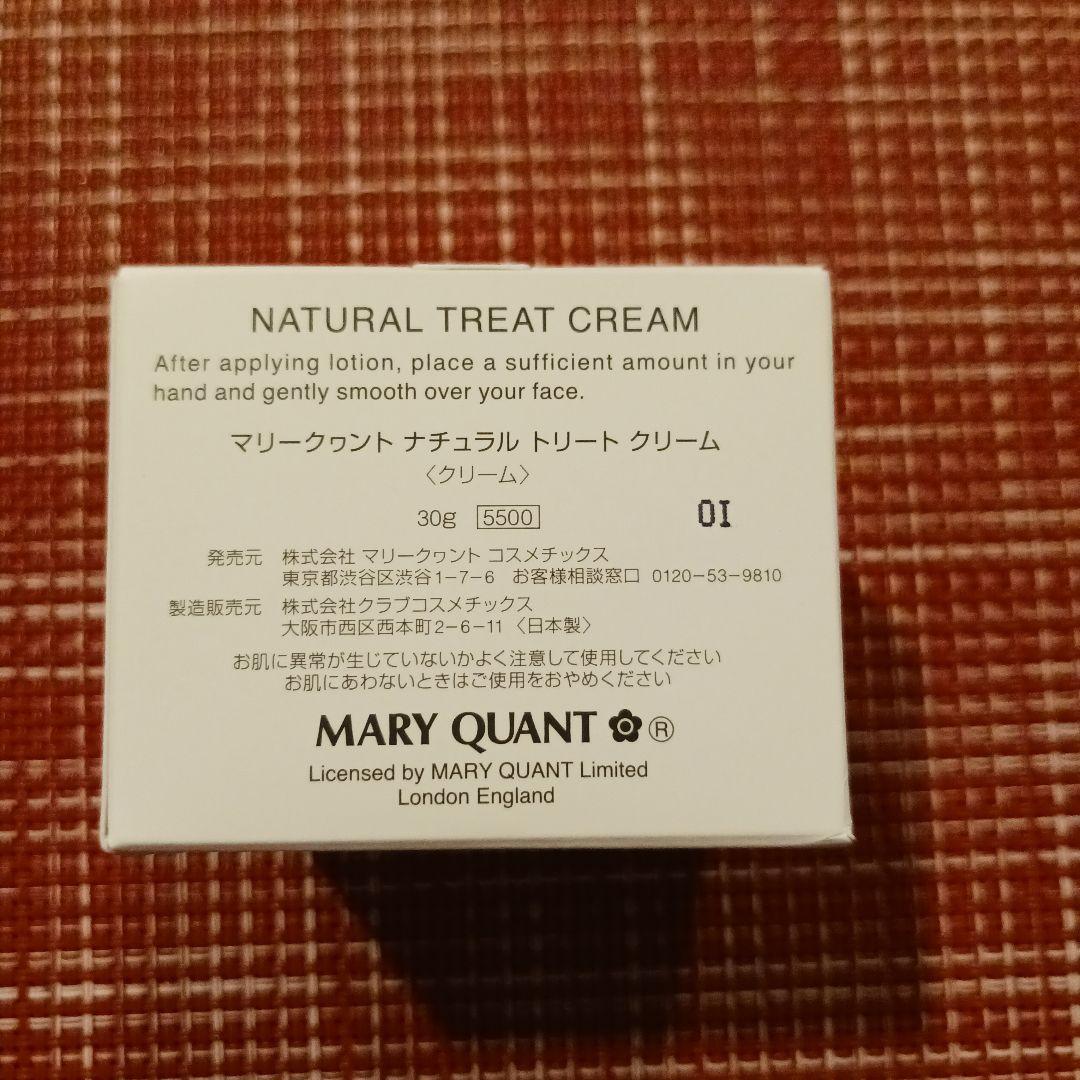 NATURAL TREAT CREAM
After applying lotion, place a sufficient amount in your
hand and gently smooth over your face.
マリークヮント ナチュラル トリート クリーム
〈クリーム〉
30g 5500 OI
発売元 株式会社 マリークヮント コスメチックス
東京都渋谷区渋谷1-7-6 お客様相談窓口 0120-53-9810
製造販売元 株式会社クラブコスメチックス
大阪市西区西本町2-6-11〈日本製〉
お肌に異常が生じていないかよく注意して使用してください
お肌にあわないときはご使用をおやめください
MARY QUANT ®
Licensed by MARY QUANT Limited
London England